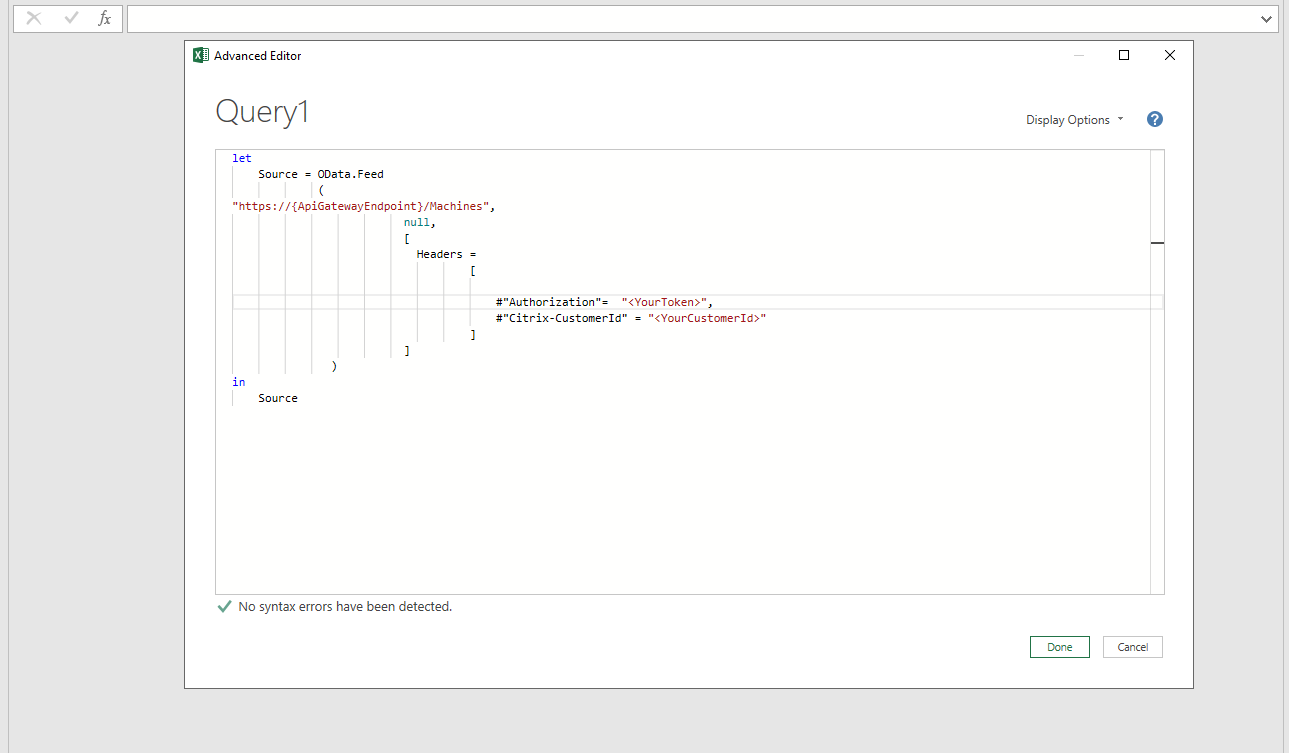 fx
Advanced Editor
Query1
Display Options
?
let
Source = OData.Feed
(
"https://{ApiGatewayEndpoint}/Machines",
null,
[
Headers =
[
#"Authorization"=  "<YourToken>",
#"Citrix-CustomerId" = "<YourCustomerId>"
]
]
)
in
Source
No syntax errors have been detected.
Done
Cancel